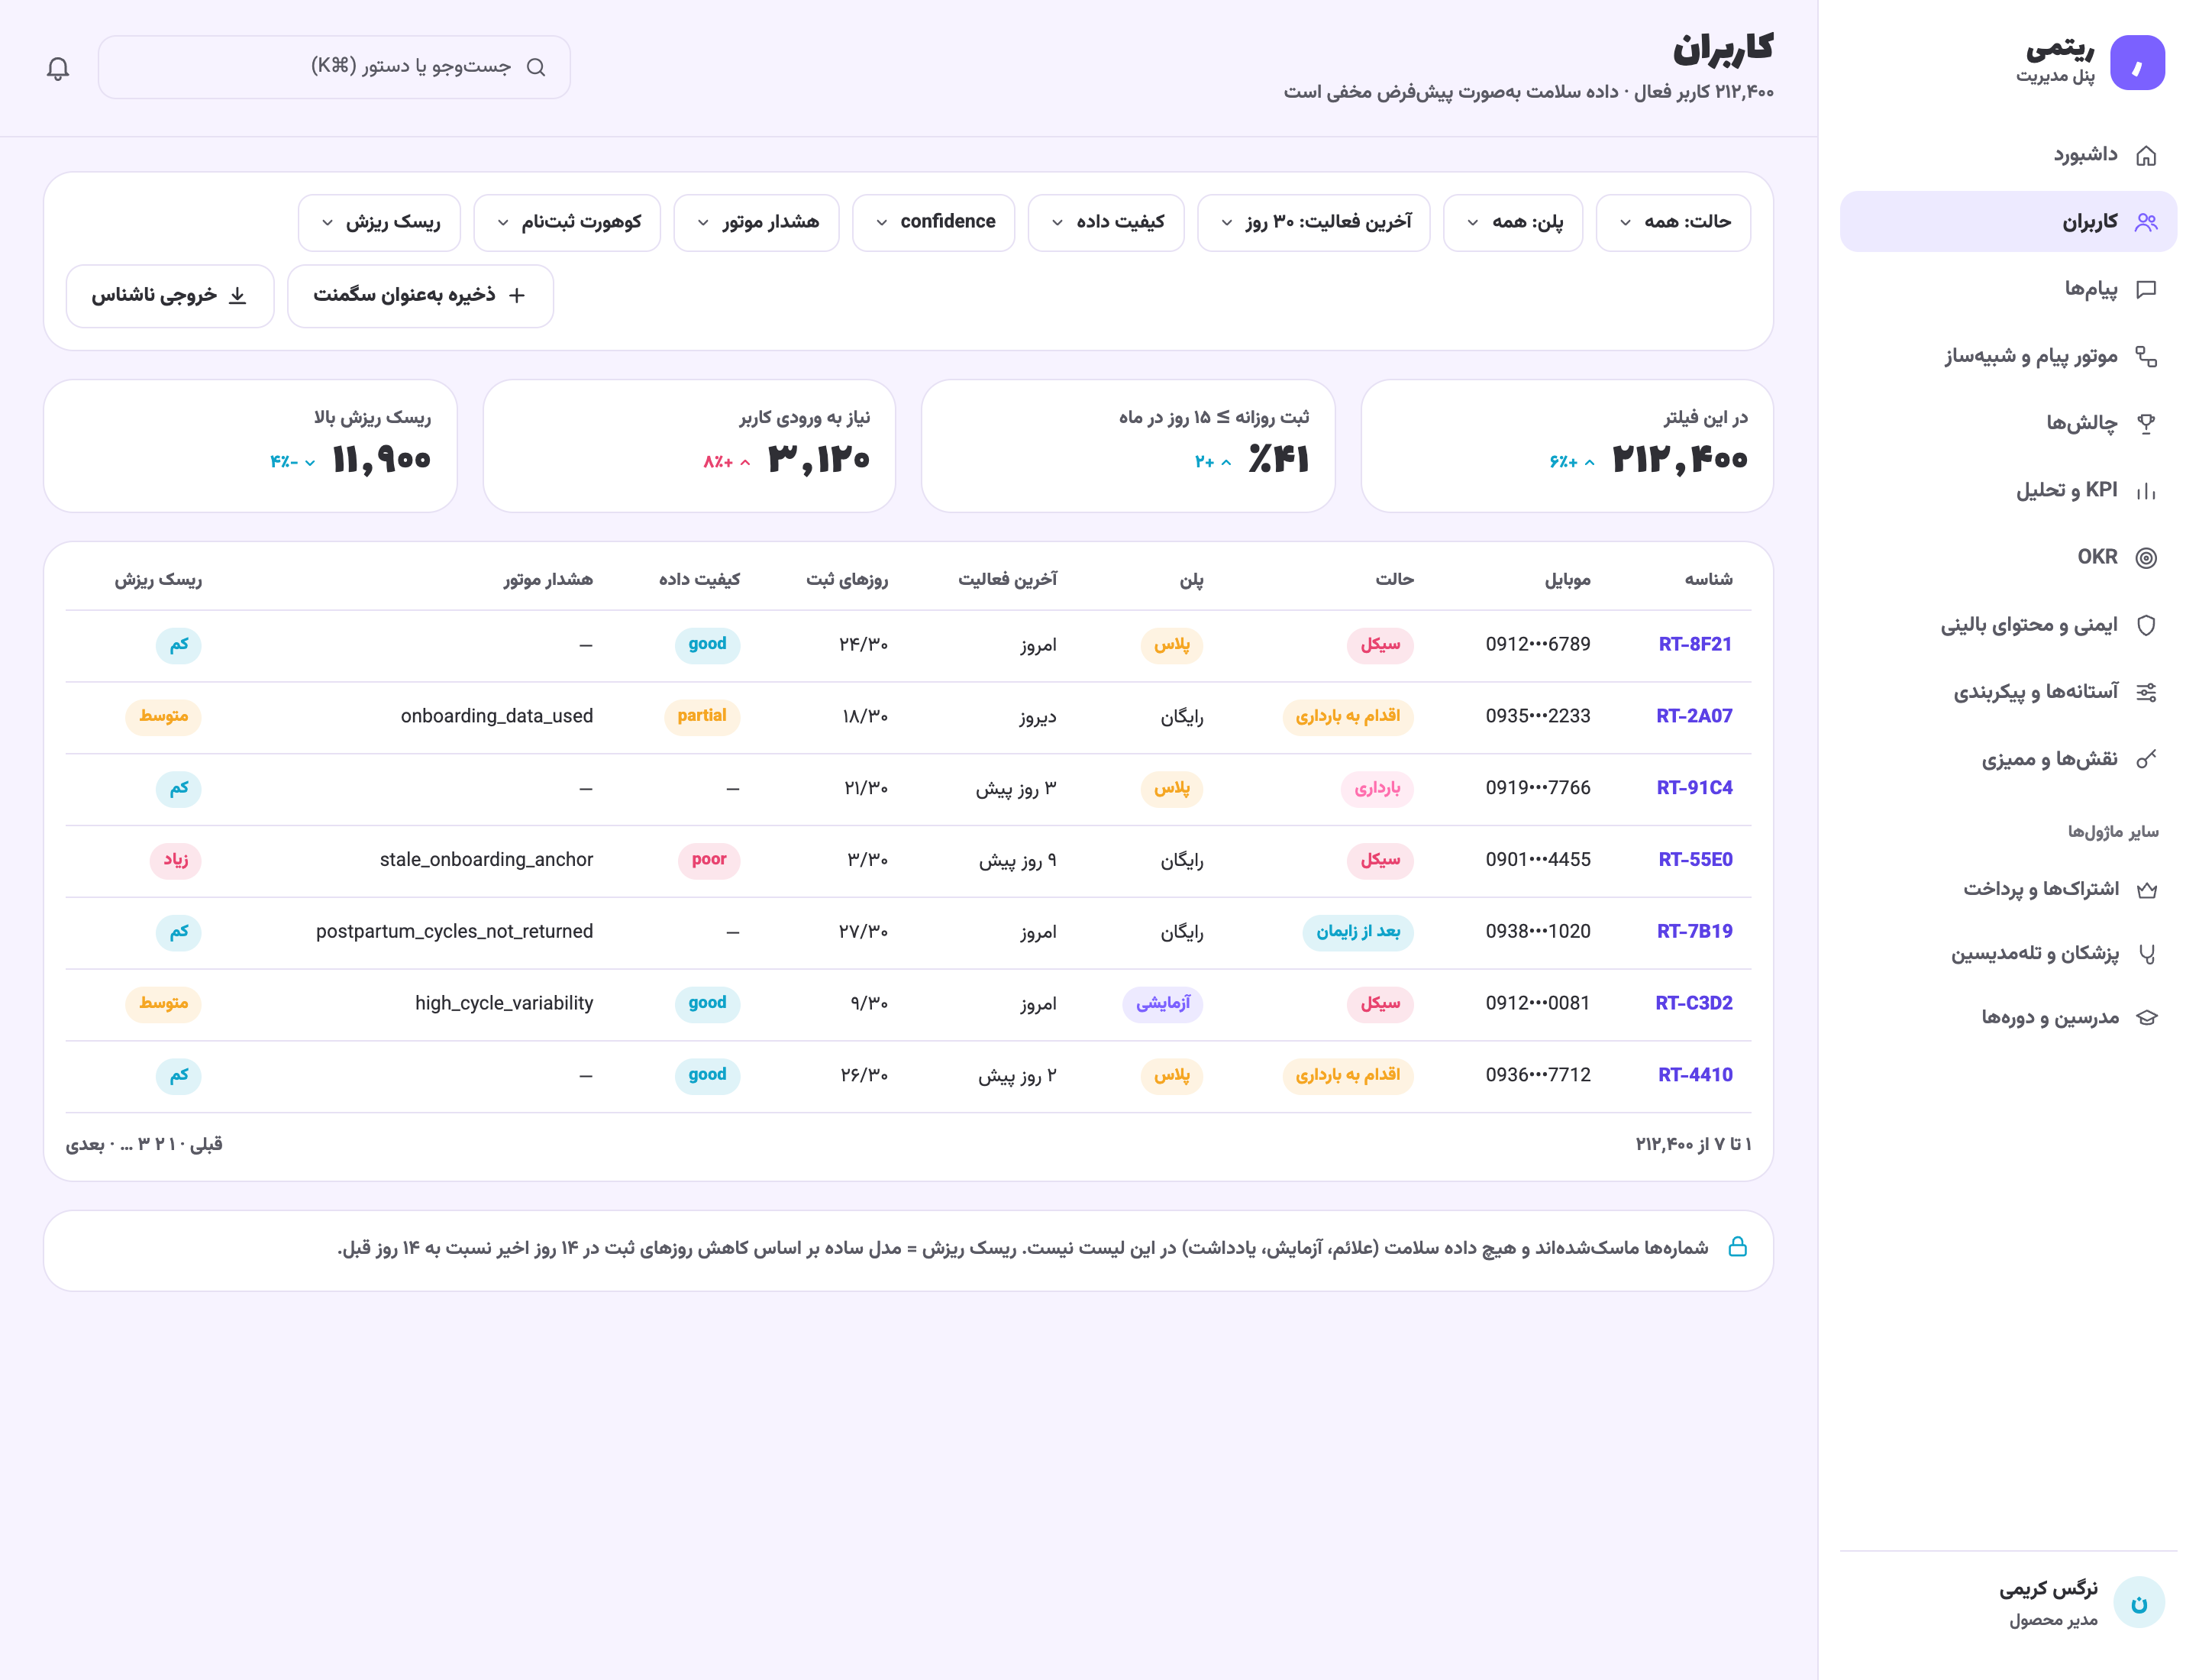 ریتمی
پنل مدیریت
داشبورد
کاربران
پیام‌ها
موتور پیام و شبیه‌ساز
چالش‌ها
KPI و تحلیل
OKR
ایمنی و محتوای بالینی
آستانه‌ها و پیکربندی
نقش‌ها و ممیزی
سایر ماژول‌ها
اشتراک‌ها و پرداخت
پزشکان و تله‌مدیسین
مدرسین و دوره‌ها
ن
نرگس کریمی
مدیر محصول
کاربران
۲۱۲,۴۰۰ کاربر فعال · داده سلامت به‌صورت پیش‌فرض مخفی است
جست‌وجو یا دستور (⌘K)
حالت: همه
پلن: همه
آخرین فعالیت: ۳۰ روز
کیفیت داده
confidence
هشدار موتور
کوهورت ثبت‌نام
ریسک ریزش
ذخیره به‌عنوان سگمنت
خروجی ناشناس
در این فیلتر
۲۱۲,۴۰۰ +۶٪
ثبت روزانه ≥ ۱۵ روز در ماه
۴۱٪ +۲
نیاز به ورودی کاربر
۳,۱۲۰ +۸٪
ریسک ریزش بالا
۱۱,۹۰۰ −۴٪
شناسه موبایل حالت پلن آخرین فعالیت روزهای ثبت کیفیت داده هشدار موتور ریسک ریزش
RT-8F21 0912•••6789 سیکل پلاس امروز ۲۴/۳۰ good — کم
RT-2A07 0935•••2233 اقدام به بارداری رایگان دیروز ۱۸/۳۰ partial onboarding_data_used متوسط
RT-91C4 0919•••7766 بارداری پلاس ۳ روز پیش ۲۱/۳۰ — — کم
RT-55E0 0901•••4455 سیکل رایگان ۹ روز پیش ۳/۳۰ poor stale_onboarding_anchor زیاد
RT-7B19 0938•••1020 بعد از زایمان رایگان امروز ۲۷/۳۰ — postpartum_cycles_not_returned کم
RT-C3D2 0912•••0081 سیکل آزمایشی امروز ۹/۳۰ good high_cycle_variability متوسط
RT-4410 0936•••7712 اقدام به بارداری پلاس ۲ روز پیش ۲۶/۳۰ good — کم
۱ تا ۷ از ۲۱۲,۴۰۰
قبلی · ۱ ۲ ۳ … · بعدی
شماره‌ها ماسک‌شده‌اند و هیچ داده سلامت (علائم، آزمایش، یادداشت) در این لیست نیست. ریسک ریزش = مدل ساده بر اساس کاهش روزهای ثبت در ۱۴ روز اخیر نسبت به ۱۴ روز قبل.